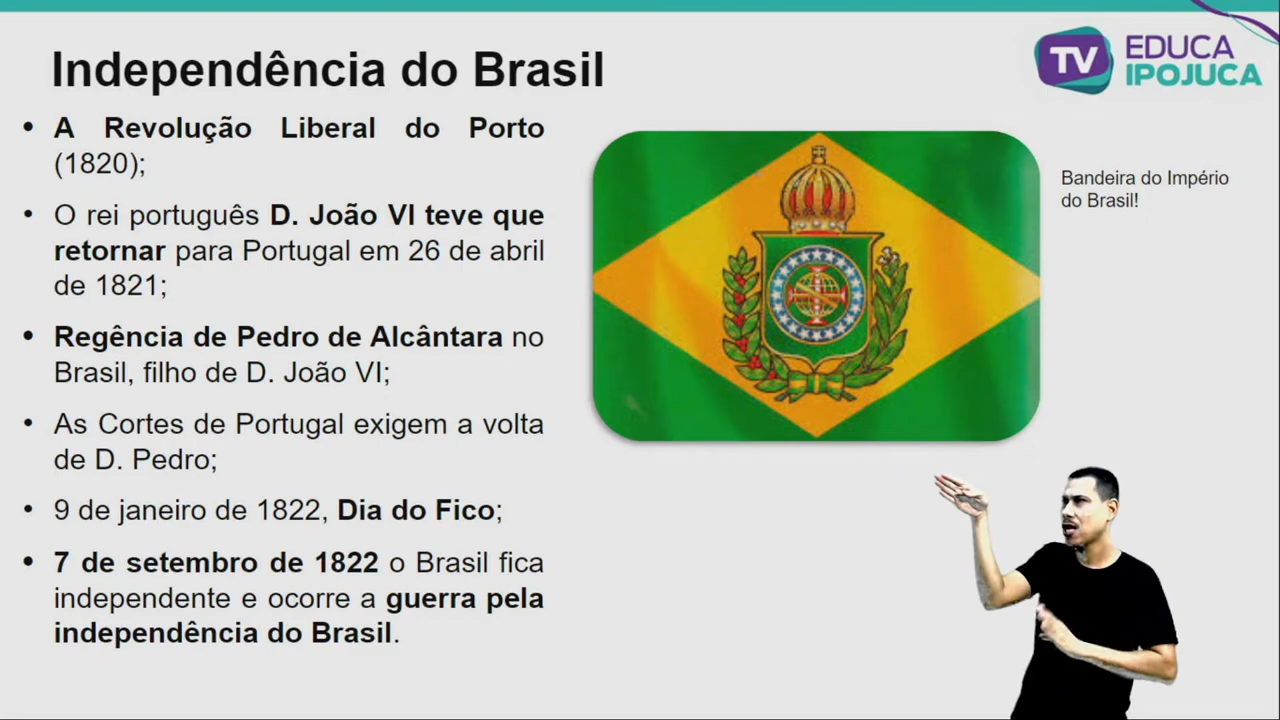 Independência do Brasil
TV EDUCA
IPOJUCA
• A Revolução Liberal do Porto
(1820);
• O rei português D. João VI teve que
retornar para Portugal em 26 de abril
de 1821;
• Regência de Pedro de Alcântara no
Brasil, filho de D. João VI;
• As Cortes de Portugal exigem a volta
de D. Pedro;
• 9 de janeiro de 1822, Dia do Fico;
• 7 de setembro de 1822 o Brasil fica
independente e ocorre a guerra pela
independência do Brasil.
Bandeira do Império
do Brasil!